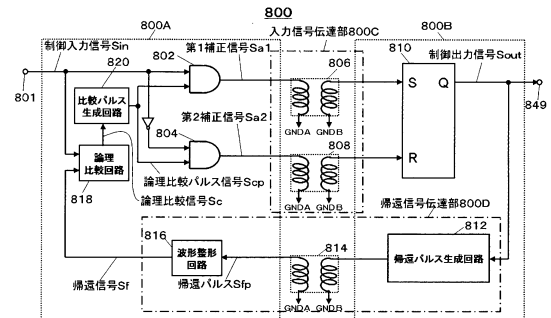 800
800A
800B
入力信号伝達部800C
制御入力信号Sin
802
第1補正信号Sa1
810
制御出力信号Sout
820
806
801
比較パルス
生成回路
S
Q
849
GNDA
GNDB
804
第2補正信号Sa2
808
論理
比較回路
R
818
論理比較パルス信号Scp
GNDA
GNDB
論理比較信号Sc
帰還信号伝達部800D
816
814
812
波形整形
回路
帰還パルス生成回路
帰還信号Sf
帰還パルスSfp
GNDA
GNDB